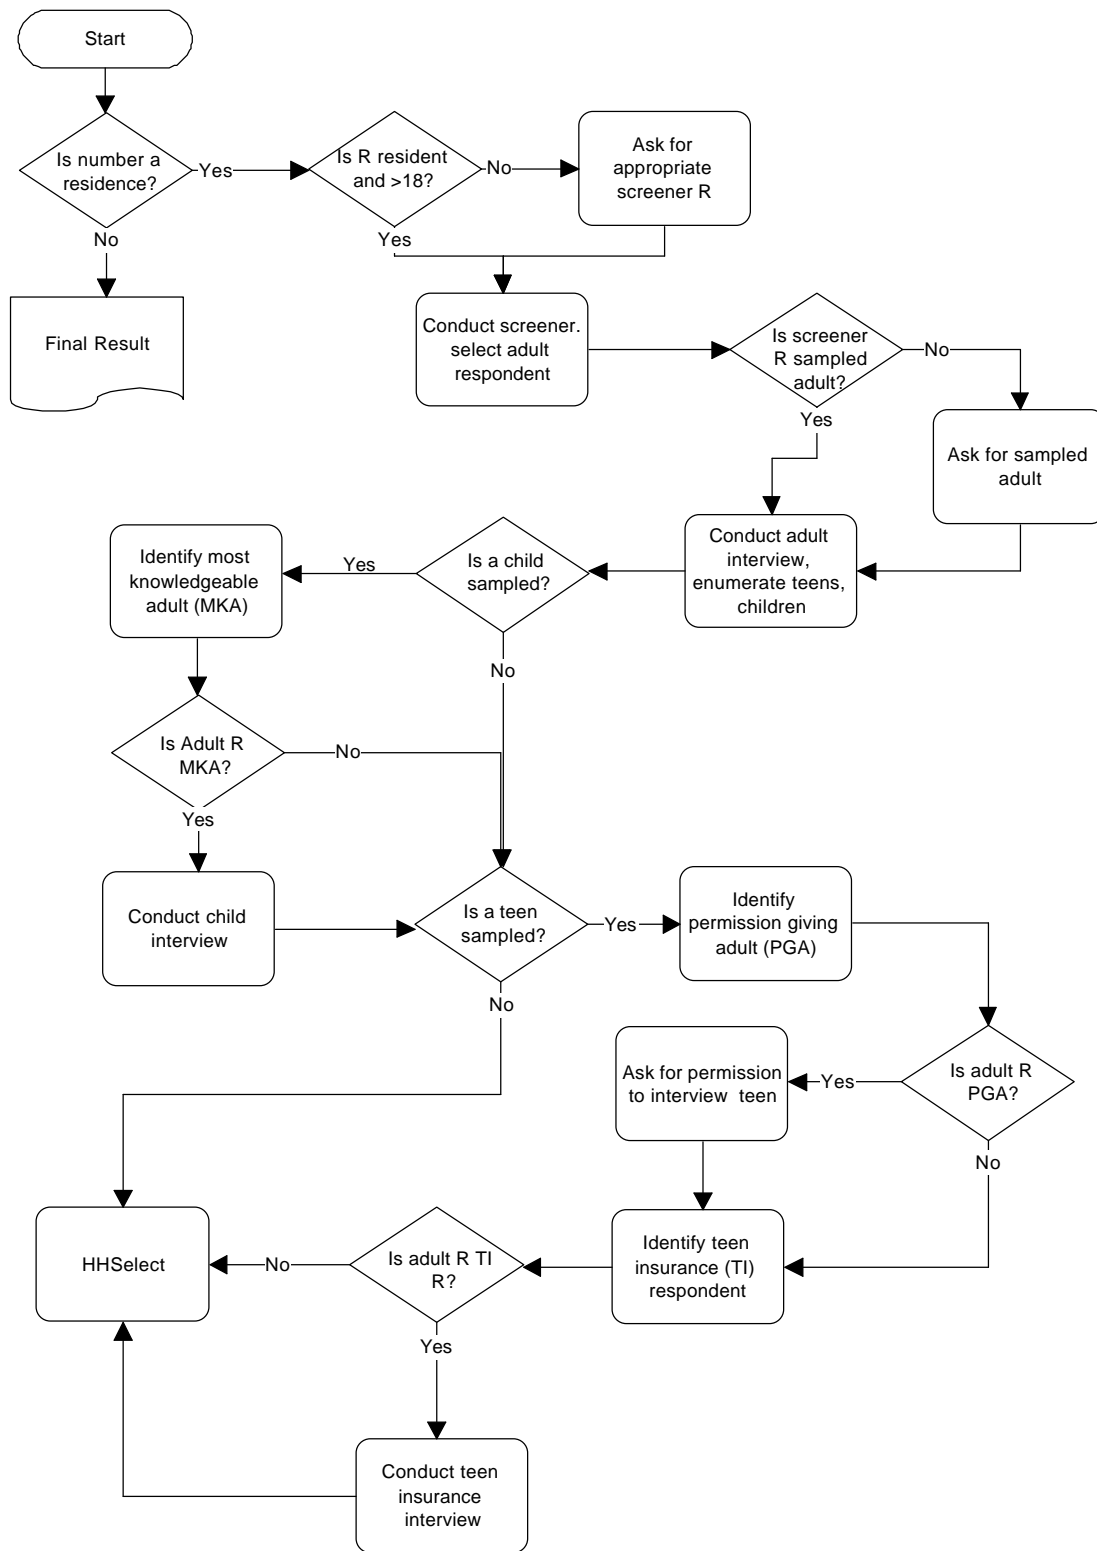 Start
Is number a
residence?
Yes
Is R resident
and >18?
No
Ask for
appropriate
screener R
No
Yes
Final Result
Conduct screener.
select adult
respondent
Is screener
R sampled
adult?
No
Yes
Ask for sampled
adult
Identify most
knowledgeable
adult (MKA)
Yes
Is a child
sampled?
Conduct adult
interview,
enumerate teens,
children
No
Is Adult R
MKA?
No
Yes
Conduct child
interview
Is a teen
sampled?
Yes
Identify
permission giving
adult (PGA)
No
Ask for permission
to interview teen
Yes
Is adult R
PGA?
No
HHSelect
No
Is adult R TI
R?
Identify teen
insurance (TI)
respondent
Yes
Conduct teen
insurance
interview